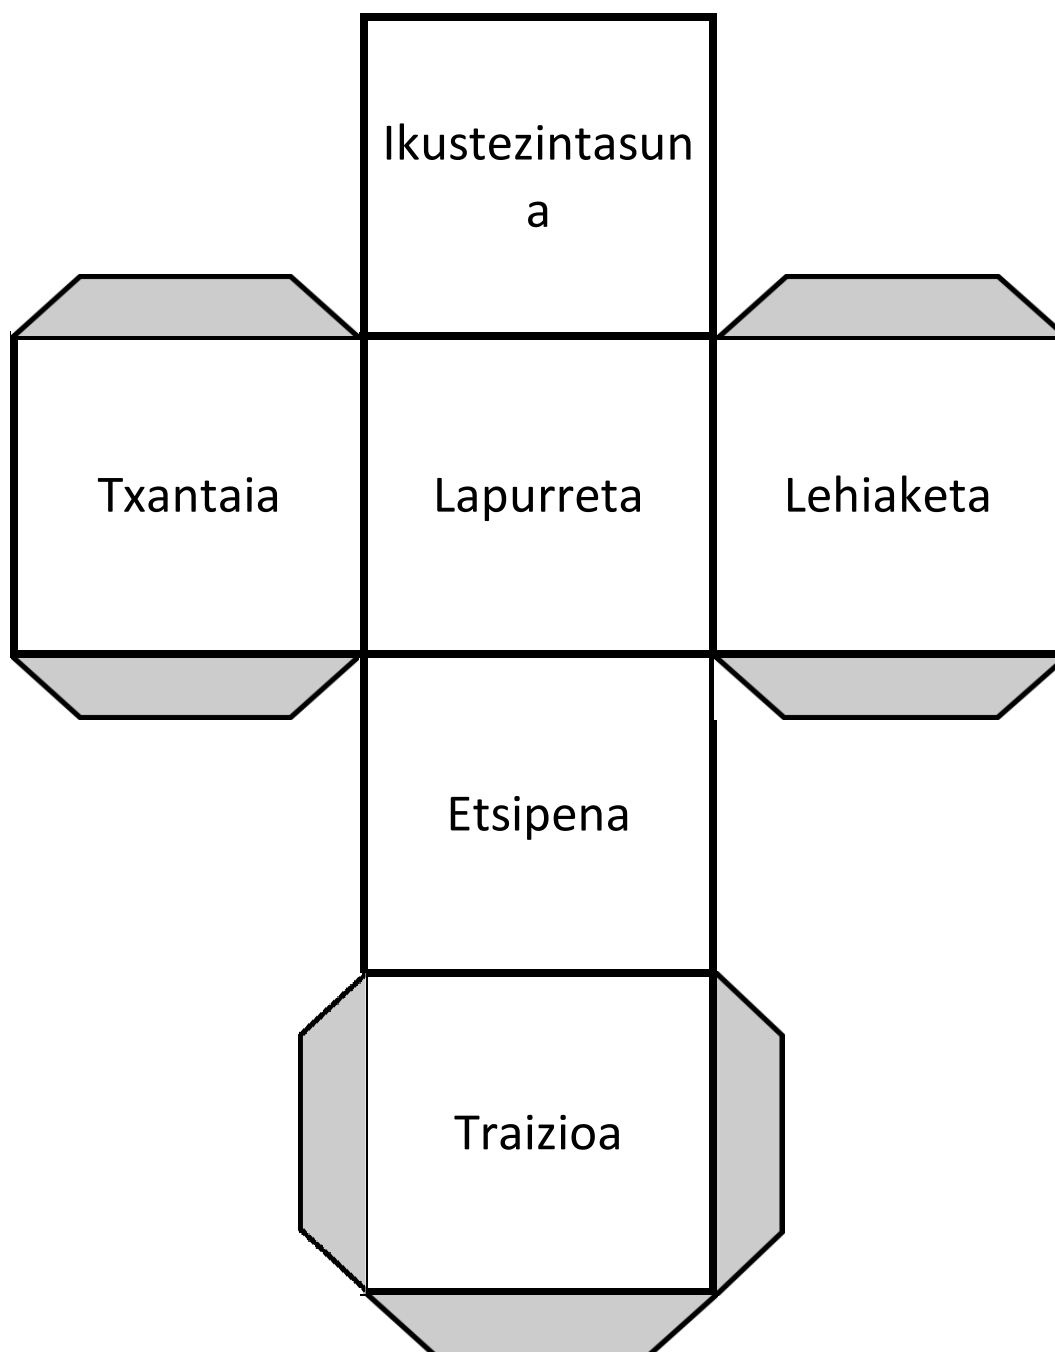 Ikustezintasun
a
Txantaia
Lapurreta
Lehiaketa
Etsipena
Traizioa